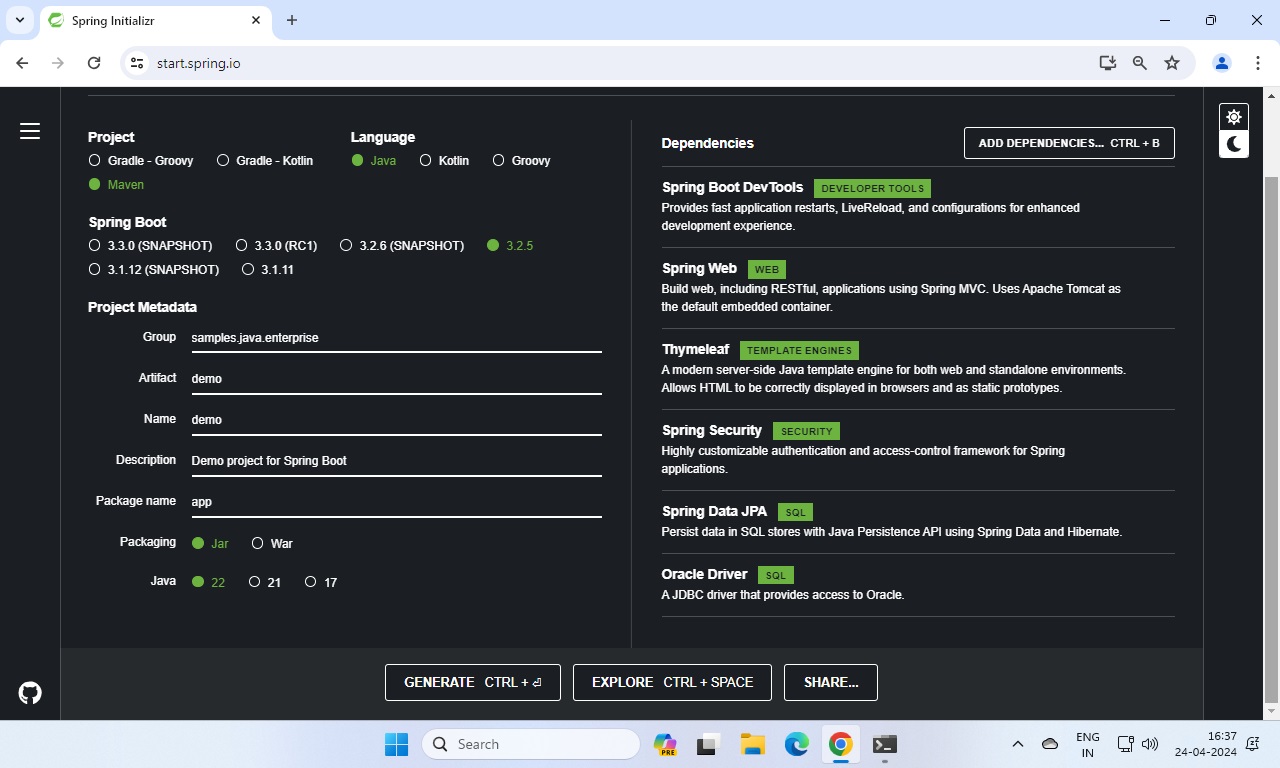 Spring Initializr
start.spring.io
Project
Gradle - Groovy Gradle - Kotlin
Maven
Language
Java Kotlin Groovy
Spring Boot
3.3.0 (SNAPSHOT) 3.3.0 (RC1) 3.2.6 (SNAPSHOT) 3.2.5
3.1.12 (SNAPSHOT) 3.1.11
Project Metadata
Group samples.java.enterprise
Artifact demo
Name demo
Description Demo project for Spring Boot
Package name app
Packaging Jar War
Java 22 21 17
Dependencies
ADD DEPENDENCIES... CTRL + B
Spring Boot DevTools DEVELOPER TOOLS
Provides fast application restarts, LiveReload, and configurations for enhanced
development experience.
Spring Web WEB
Build web, including RESTful, applications using Spring MVC. Uses Apache Tomcat as
the default embedded container.
Thymeleaf TEMPLATE ENGINES
A modern server-side Java template engine for both web and standalone environments.
Allows HTML to be correctly displayed in browsers and as static prototypes.
Spring Security SECURITY
Highly customizable authentication and access-control framework for Spring
applications.
Spring Data JPA SQL
Persist data in SQL stores with Java Persistence API using Spring Data and Hibernate.
Oracle Driver SQL
A JDBC driver that provides access to Oracle.
GENERATE CTRL + ⏎
EXPLORE CTRL + SPACE
SHARE...
Search
PRE
ENG
IN
16:37
24-04-2024